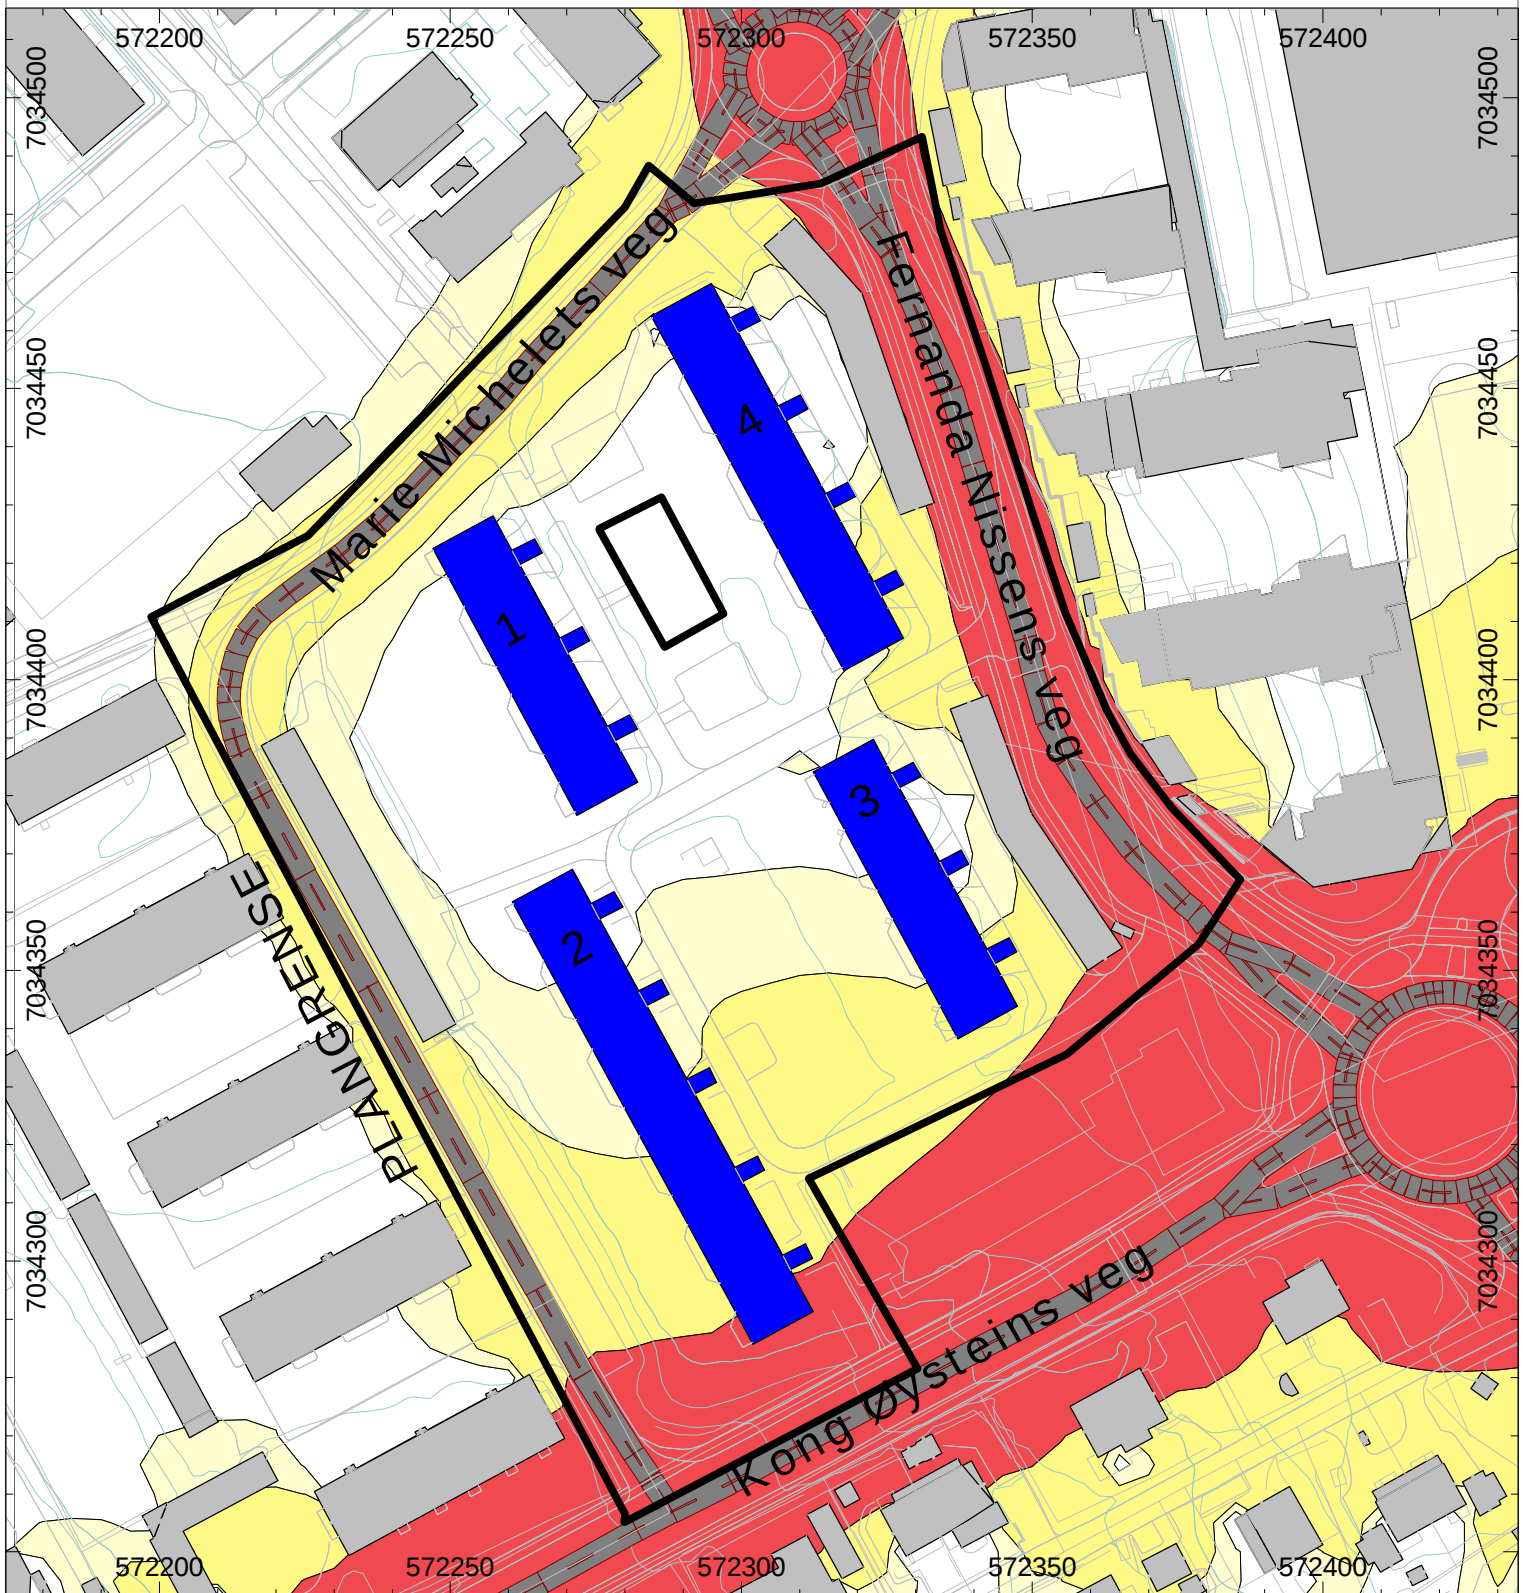 572200 572250 572300 572350 572400
7034500 7034500
Marie Michelets veg
Fernanda Nissens veg
7034450 7034450
4
1
7034400 7034400
3
PLANGRENSE
2
7034350 7034350
7034300 7034300
Kong Øysteins veg
572200 572250 572300 572350 572400